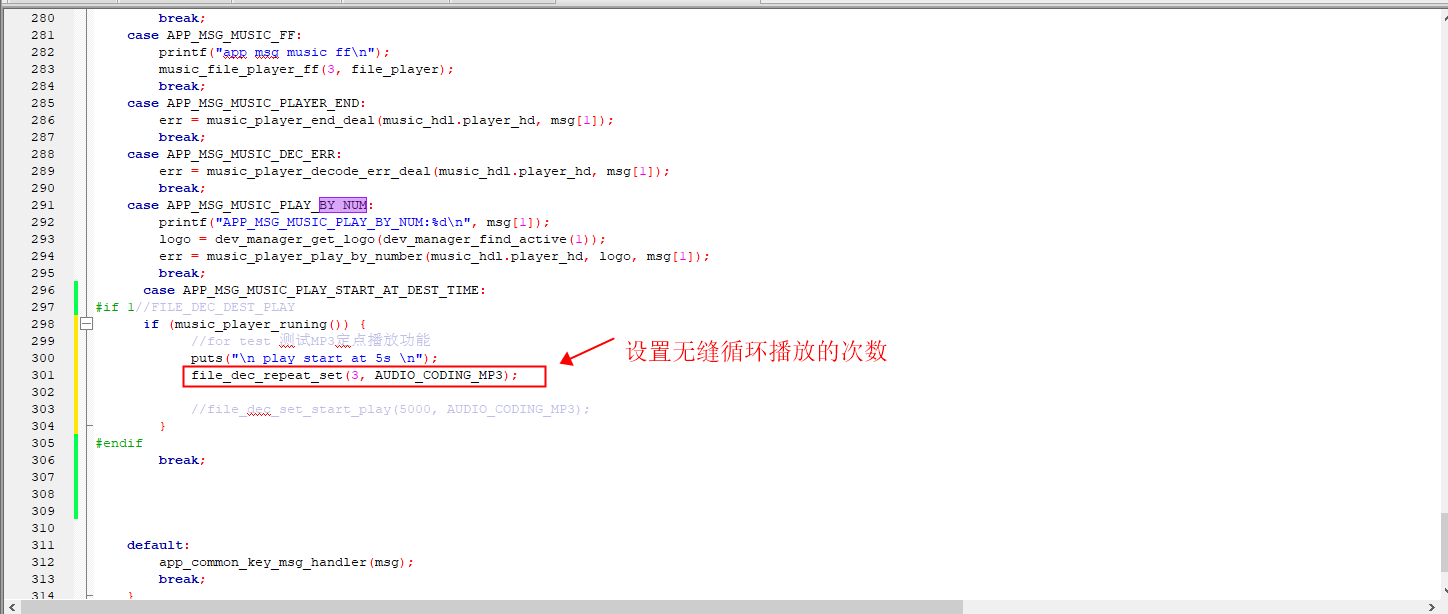 280 break;
281 case APP_MSG_MUSIC_FF:
282 printf("app msg music ff\n");
283 music_file_player_ff(3, file_player);
284 break;
285 case APP_MSG_MUSIC_PLAYER_END:
286 err = music_player_end_deal(music_hdl.player_hd, msg[1]);
287 break;
288 case APP_MSG_MUSIC_DEC_ERR:
289 err = music_player_decode_err_deal(music_hdl.player_hd, msg[1]);
290 break;
291 case APP_MSG_MUSIC_PLAY_BY_NUM:
292 printf("APP_MSG_MUSIC_PLAY_BY_NUM:%d\n", msg[1]);
293 logo = dev_manager_get_logo(dev_manager_find_active(1));
294 err = music_player_play_by_number(music_hdl.player_hd, logo, msg[1]);
295 break;
296 case APP_MSG_MUSIC_PLAY_START_AT_DEST_TIME:
297 #if 1//FILE_DEC_DEST_PLAY
298 if (music_player_runing()) {
299 //for test 测试MP3定点播放功能
300 puts("\n play start at 5s \n");
301 file_dec_repeat_set(3, AUDIO_CODING_MP3);
设置无缝循环播放的次数
302
303 //file_dec_set_start_play(5000, AUDIO_CODING_MP3);
304 }
305 #endif
306 break;
307
308
309
310
311 default:
312 app_common_key_msg_handler(msg);
313 break;
314 }